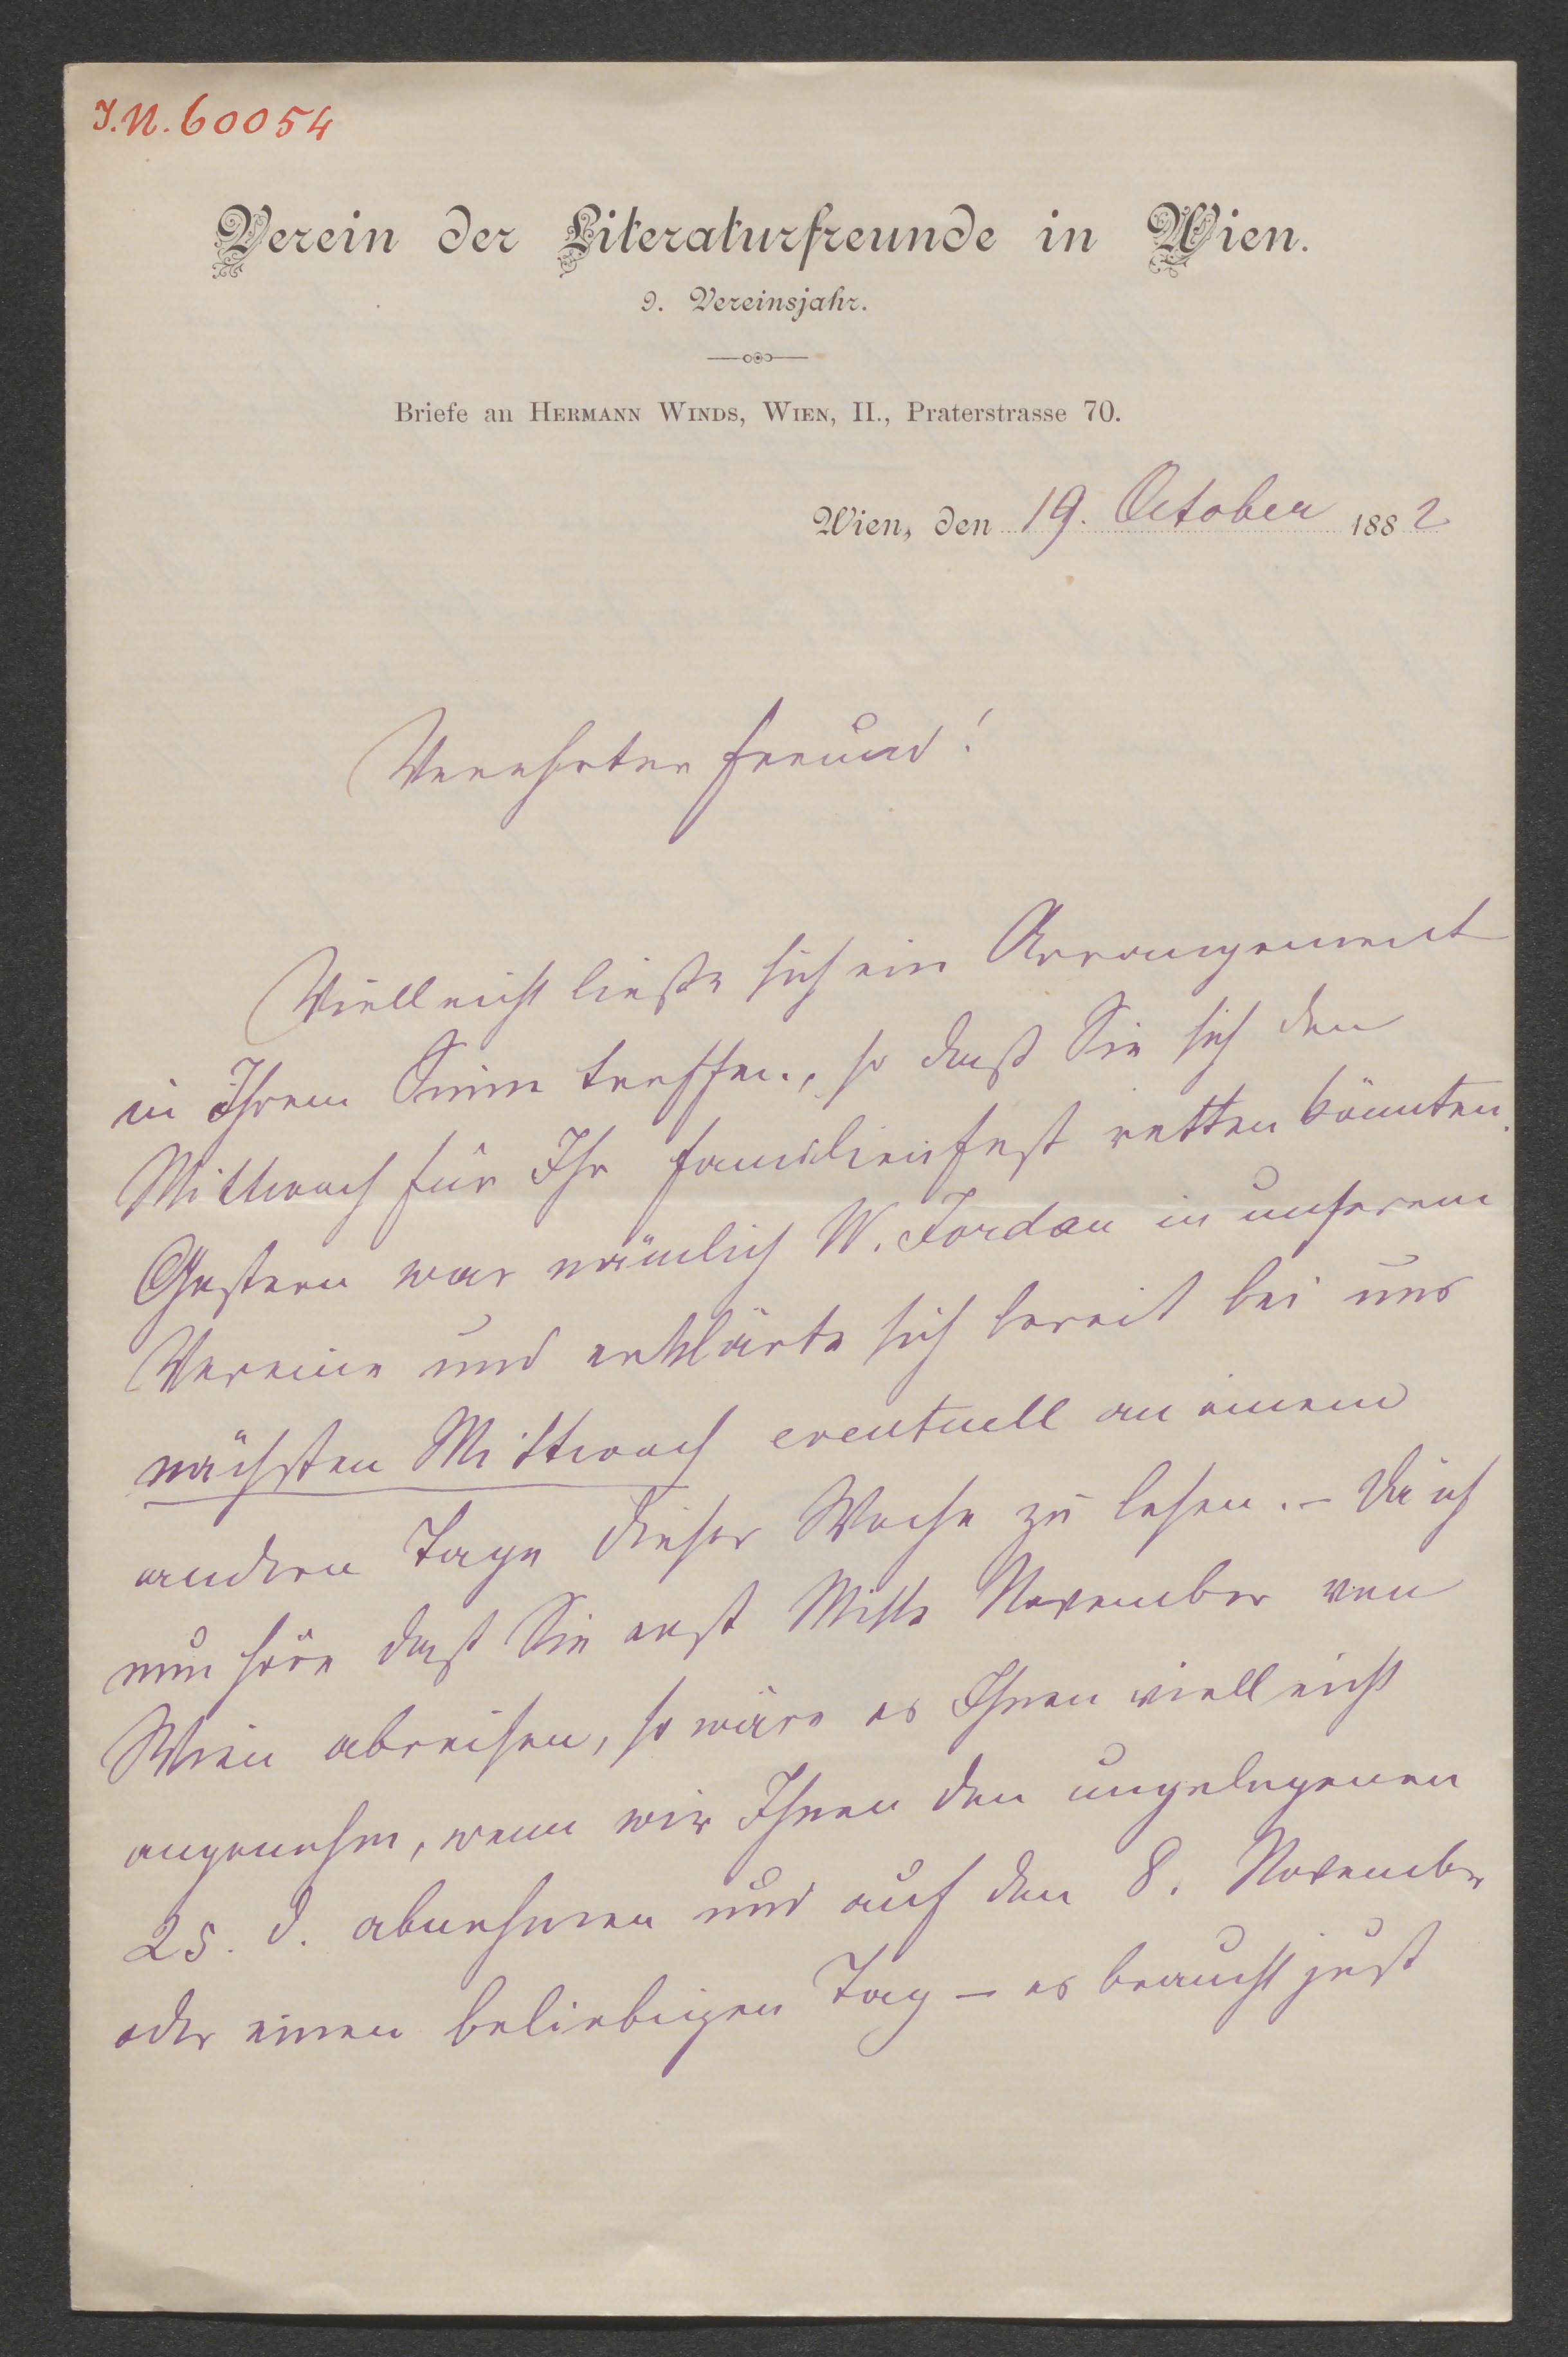 I.N. 60054
Verein der Literaturfreunde in Wien.
9. Vereinsjahr.
Briefe an Hermann Winds, Wien, II., Praterstrasse 70.
Wien, den 19. October 1882
Verehrter Freund!
Vielleicht ließe sich ein Arrangement
in Ihrem Sinne treffen., so daß Sie sich den
Mittwoch für Ihr Familienfest retten könnten.
Gestern war nämlich W. Jordan in unserem
Vereine und erklärte sich bereit bei uns
nächsten Mittwoch eventuell an einem
andern Tage dieser Woche zu lesen. – Da ich
nun höre daß Sie erst Mitte November von
Wien abreisen, so wäre es Ihnen vielleicht
angenehm, wenn wir Ihnen den ungelegenen
25. d. abnehmen und auf den 8. November
oder einen beliebigen Tag – es braucht just